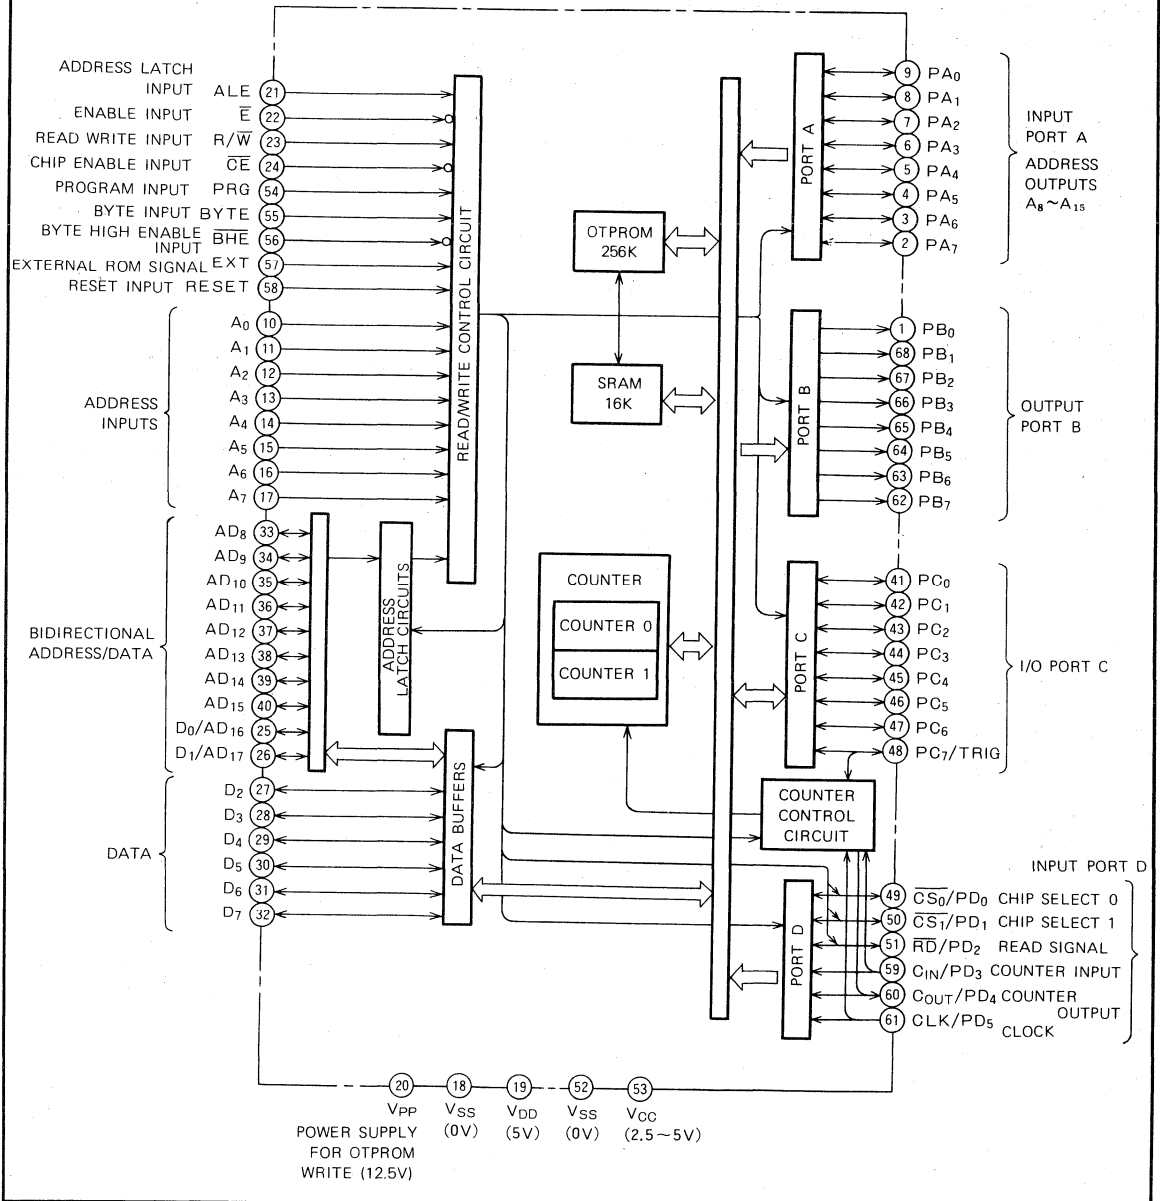 ADDRESS LATCH
INPUT ALE 21
ENABLE INPUT E̅ 22
READ WRITE INPUT R/W̅ 23
CHIP ENABLE INPUT C̅E̅ 24
PROGRAM INPUT PRG 54
BYTE INPUT BYTE 55
BYTE HIGH ENABLE
INPUT B̅H̅E̅ 56
EXTERNAL ROM SIGNAL EXT 57
RESET INPUT RESET 58
ADDRESS
INPUTS
A0 10
A1 11
A2 12
A3 13
A4 14
A5 15
A6 16
A7 17
BIDIRECTIONAL
ADDRESS/DATA
AD8 33
AD9 34
AD10 35
AD11 36
AD12 37
AD13 38
AD14 39
AD15 40
D0/AD16 25
D1/AD17 26
DATA
D2 27
D3 28
D4 29
D5 30
D6 31
D7 32
READ/WRITE CONTROL CIRCUIT
ADDRESS
LATCH CIRCUITS
DATA BUFFERS
OTPROM
256K
SRAM
16K
COUNTER
COUNTER 0
COUNTER 1
COUNTER
CONTROL
CIRCUIT
PORT A
9 PA0
8 PA1
7 PA2
6 PA3
5 PA4
4 PA5
3 PA6
2 PA7
INPUT
PORT A
ADDRESS
OUTPUTS
A8~A15
PORT B
1 PB0
68 PB1
67 PB2
66 PB3
65 PB4
64 PB5
63 PB6
62 PB7
OUTPUT
PORT B
PORT C
41 PC0
42 PC1
43 PC2
44 PC3
45 PC4
46 PC5
47 PC6
48 PC7/TRIG
I/O PORT C
INPUT PORT D
PORT D
49 C̅S̅0̅/PD0 CHIP SELECT 0
50 C̅S̅1̅/PD1 CHIP SELECT 1
51 R̅D̅/PD2 READ SIGNAL
59 CIN/PD3 COUNTER INPUT
60 COUT/PD4 COUNTER
OUTPUT
61 CLK/PD5 CLOCK
20 18 19 52 53
VPP VSS VDD VSS VCC
(0V) (5V) (0V) (2.5~5V)
POWER SUPPLY
FOR OTPROM
WRITE (12.5V)